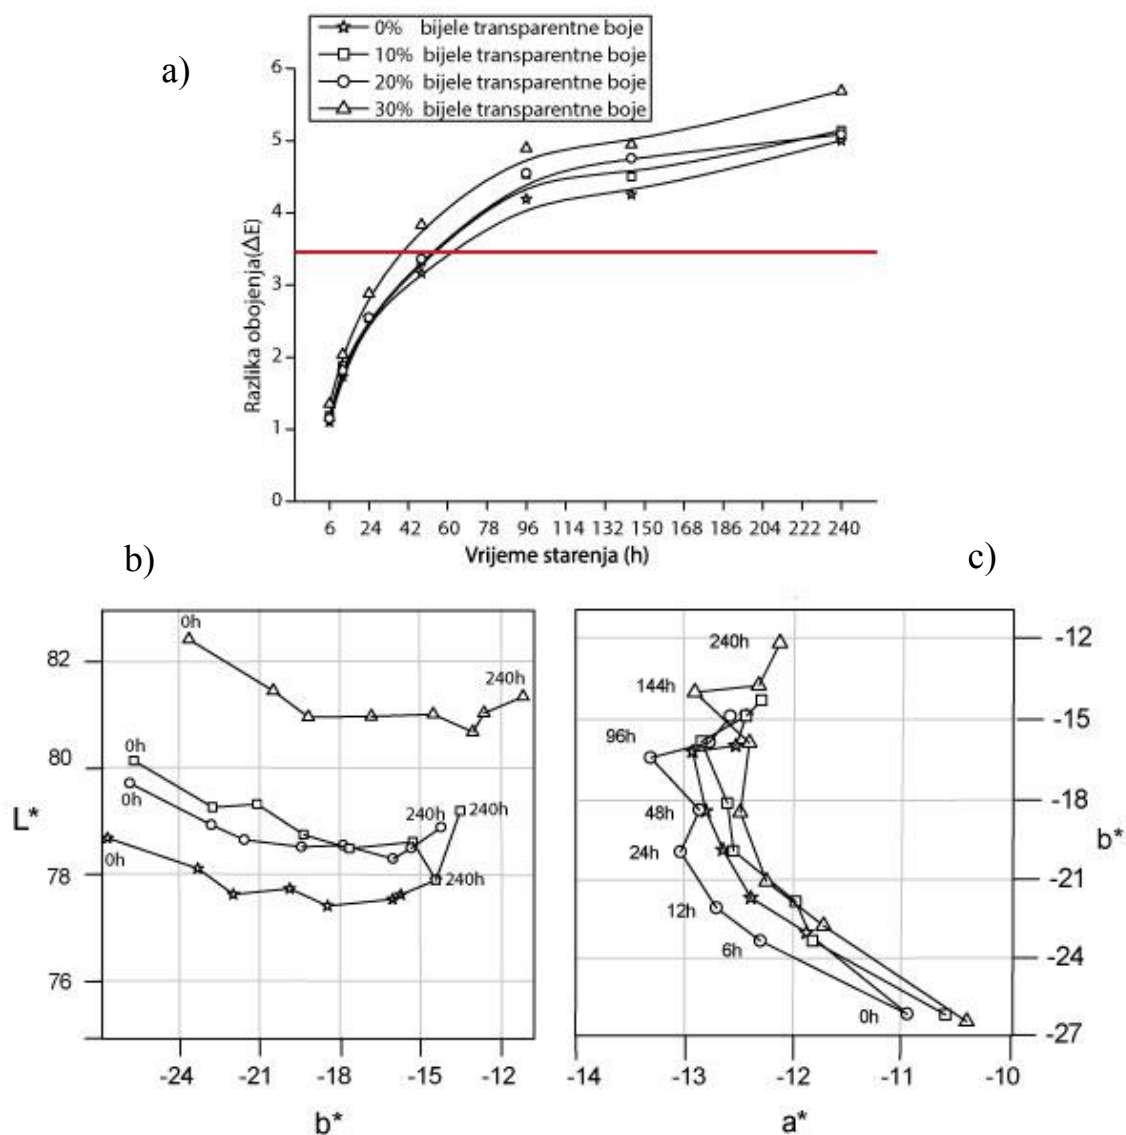 0% bijele transparentne boje
10% bijele transparentne boje
20% bijele transparentne boje
30% bijele transparentne boje
a)
6
5
4
3
2
1
0
Razlika obojenja(ΔE)
6 24 42 60 78 96 114 132 150 168 186 204 222 240
Vrijeme starenja (h)
b)
82
80
78
76
L*
0h
240h
0h
0h
240h
240h
0h
240h
-24 -21 -18 -15 -12
b*
c)
240h
144h
96h
48h
24h
12h
6h
0h
-12
-15
-18
b*
-21
-24
-27
-14 -13 -12 -11 -10
a*